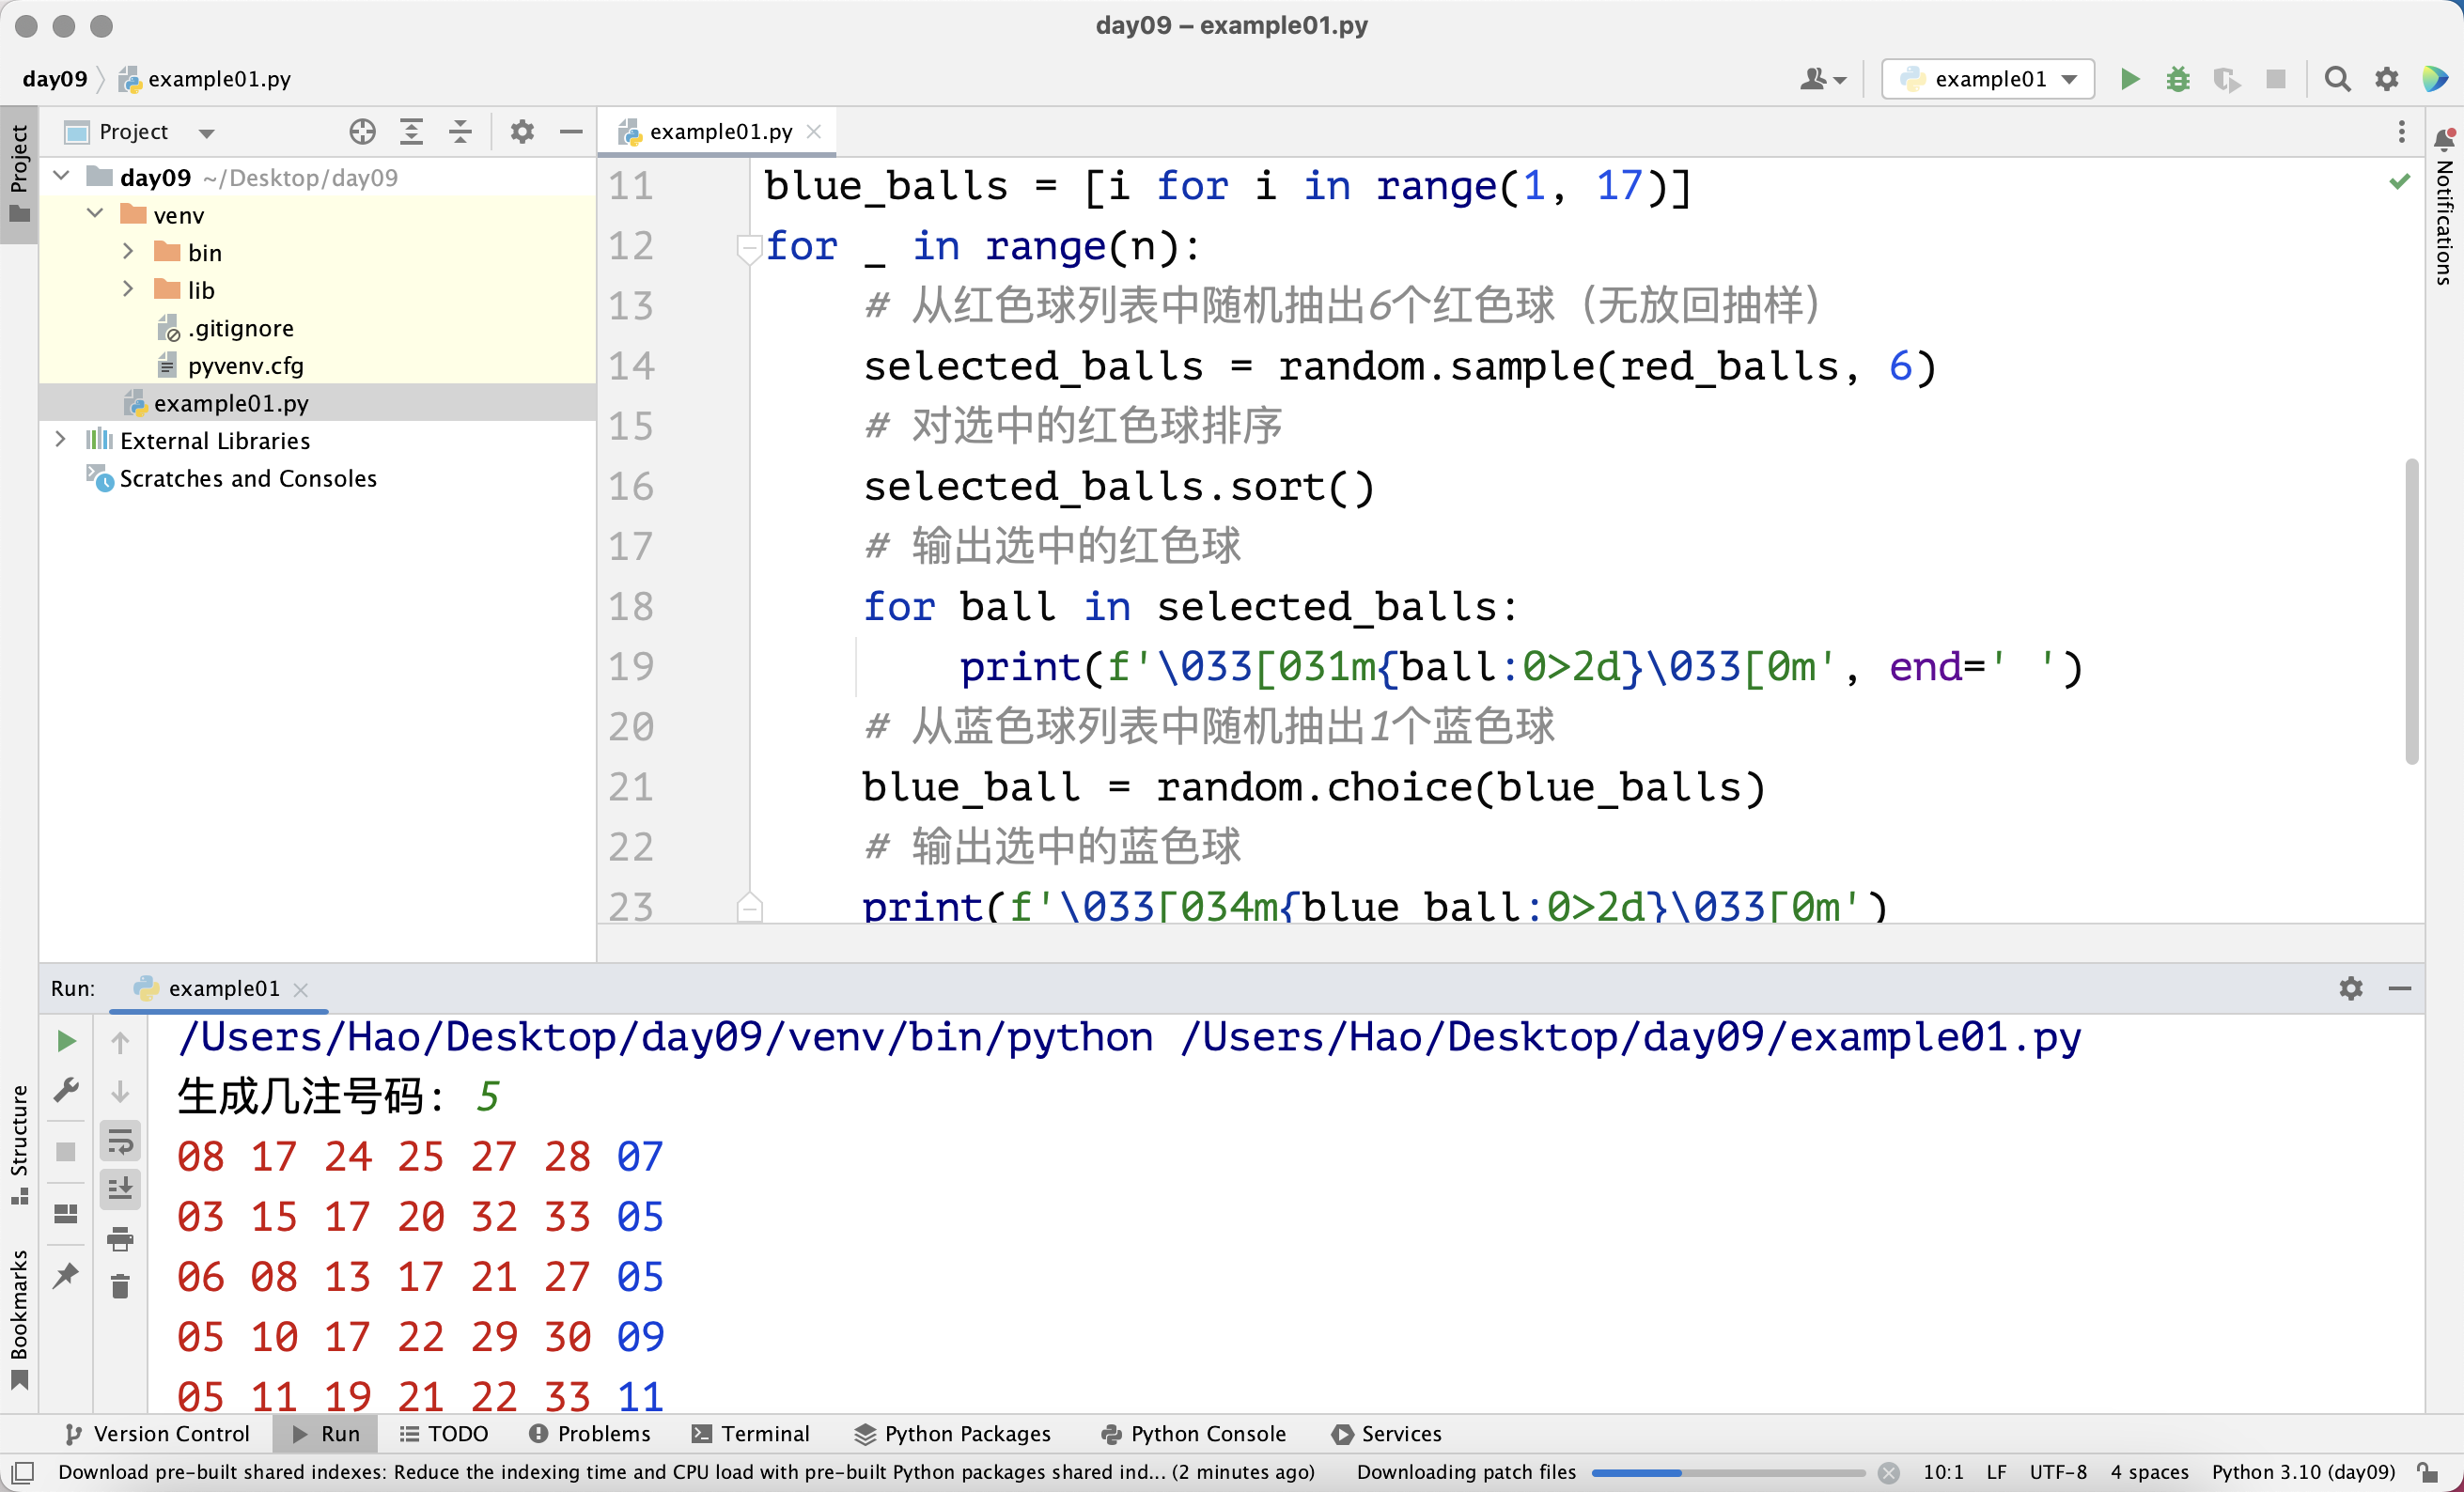 day09 – example01.py
day09 example01.py
example01
Project
Project
example01.py
day09 ~/Desktop/day09
venv
bin
lib
.gitignore
pyvenv.cfg
example01.py
External Libraries
Scratches and Consoles
11 blue_balls = [i for i in range(1, 17)]
12 for _ in range(n):
13 # 从红色球列表中随机抽出6个红色球（无放回抽样）
14 selected_balls = random.sample(red_balls, 6)
15 # 对选中的红色球排序
16 selected_balls.sort()
17 # 输出选中的红色球
18 for ball in selected_balls:
19 print(f'\033[031m{ball:0>2d}\033[0m', end=' ')
20 # 从蓝色球列表中随机抽出1个蓝色球
21 blue_ball = random.choice(blue_balls)
22 # 输出选中的蓝色球
23 print(f'\033[034m{blue_ball:0>2d}\033[0m')
Notifications
Run: example01
/Users/Hao/Desktop/day09/venv/bin/python /Users/Hao/Desktop/day09/example01.py
生成几注号码: 5
08 17 24 25 27 28 07
03 15 17 20 32 33 05
06 08 13 17 21 27 05
05 10 17 22 29 30 09
05 11 19 21 22 33 11
Structure
Bookmarks
Version Control Run TODO Problems Terminal Python Packages Python Console Services
Download pre-built shared indexes: Reduce the indexing time and CPU load with pre-built Python packages shared ind... (2 minutes ago) Downloading patch files 10:1 LF UTF-8 4 spaces Python 3.10 (day09)